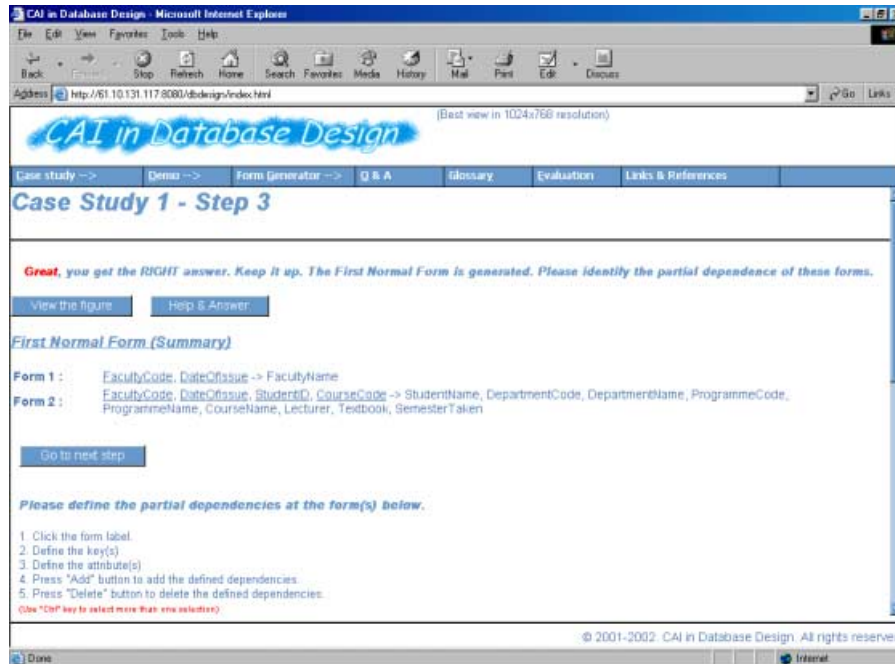 CAI in Database Design - Microsoft Internet Explorer
File Edit View Favorites Tools Help
Back Stop Refresh Home Search Favorites Media History Mail Print Edit Discuss
Address http://61.10.131.117:8080/dbdesign/index.html Go Links
(Best view in 1024x768 resolution)
CAI in Database Design
Case study --> Demo --> Form Generator --> Q & A Glossary Evaluation Links & References
Case Study 1 - Step 3
Great, you get the RIGHT answer. Keep it up. The First Normal Form is generated. Please identify the partial dependence of these forms.
View the figure Help & Answer
First Normal Form (Summary)
Form 1 : FacultyCode, DateOfIssue -> FacultyName
Form 2 : FacultyCode, DateOfIssue, StudentID, CourseCode -> StudentName, DepartmentCode, DepartmentName, ProgrammeCode,
ProgrammeName, CourseName, Lecturer, Textbook, SemesterTaken
Go to next step
Please define the partial dependencies at the form(s) below.
1. Click the form label.
2. Define the key(s)
3. Define the attribute(s)
4. Press "Add" button to add the defined dependencies.
5. Press "Delete" button to delete the defined dependencies.
(Use "Ctrl" key to select more than one selection)
© 2001-2002. CAI in Database Design. All rights reserve
Done Internet